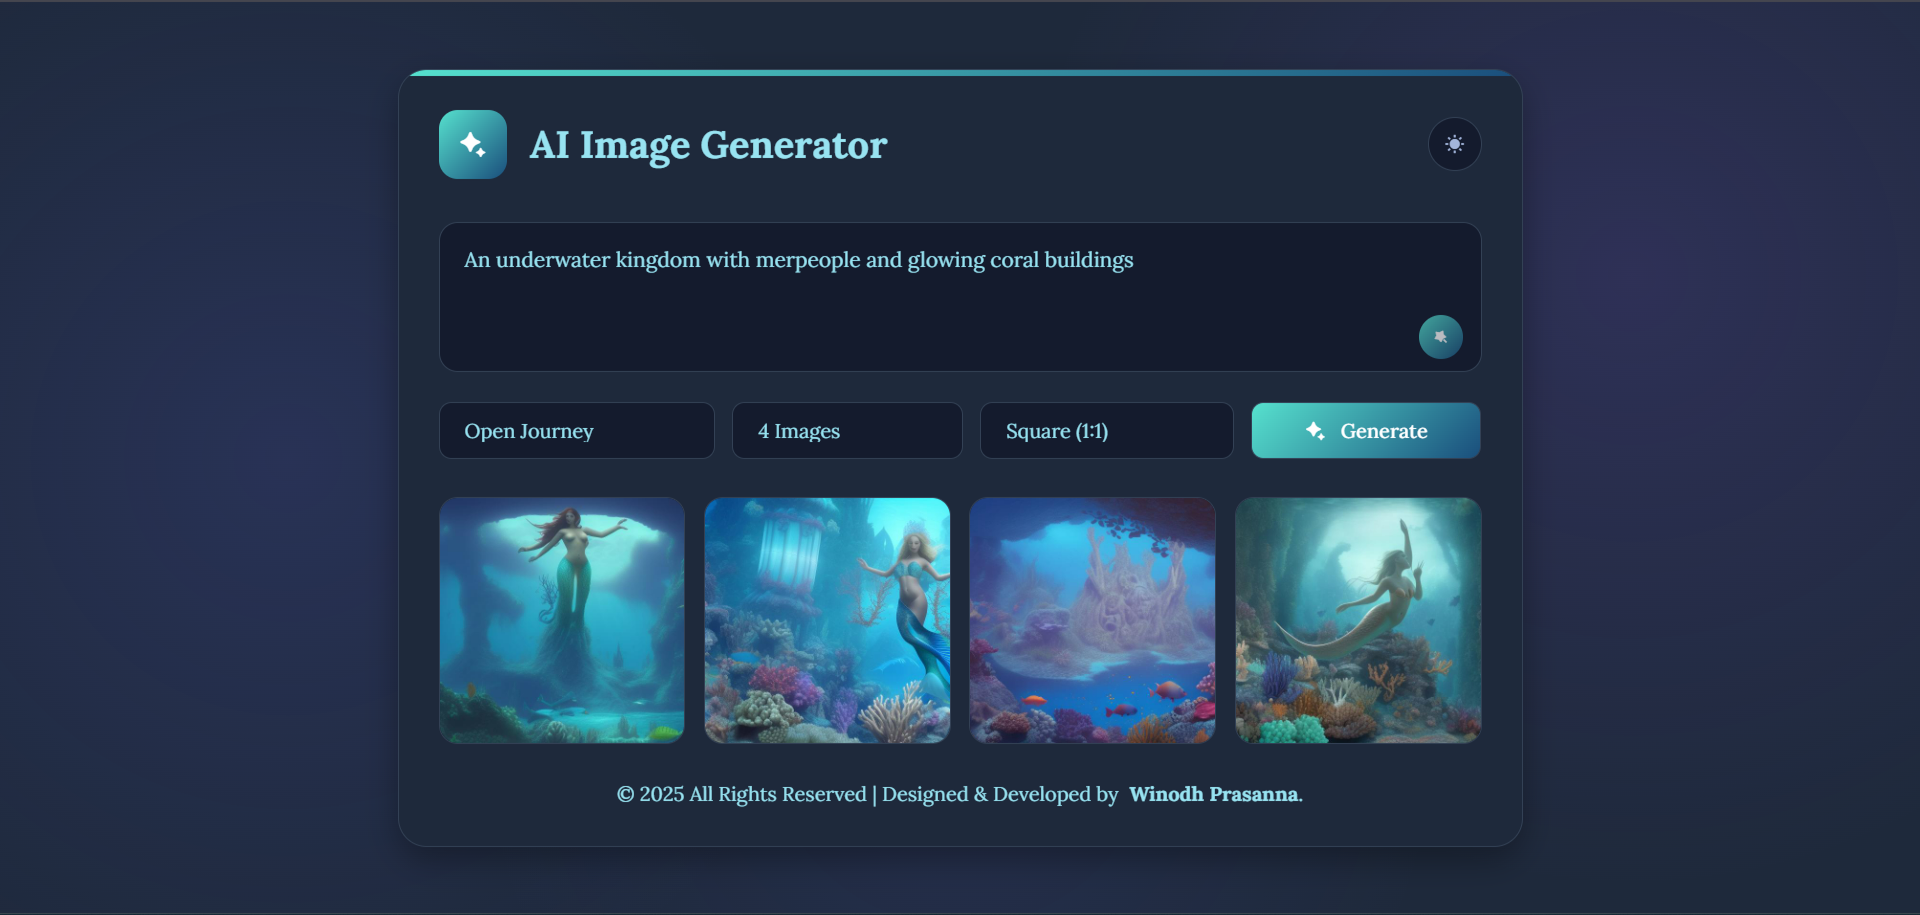 AI Image Generator
An underwater kingdom with merpeople and glowing coral buildings
Open Journey
4 Images
Square (1:1)
Generate
© 2025 All Rights Reserved | Designed & Developed by Winodh Prasanna.